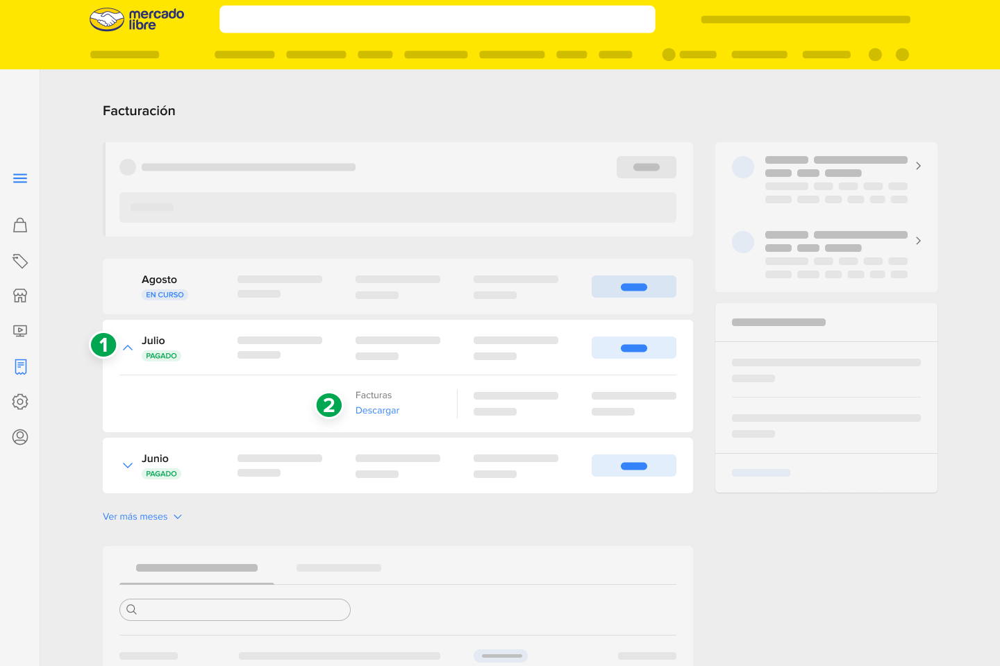 mercado
libre
Facturación
Agosto
EN CURSO
1
Julio
PAGADO
2
Facturas
Descargar
Junio
PAGADO
Ver más meses